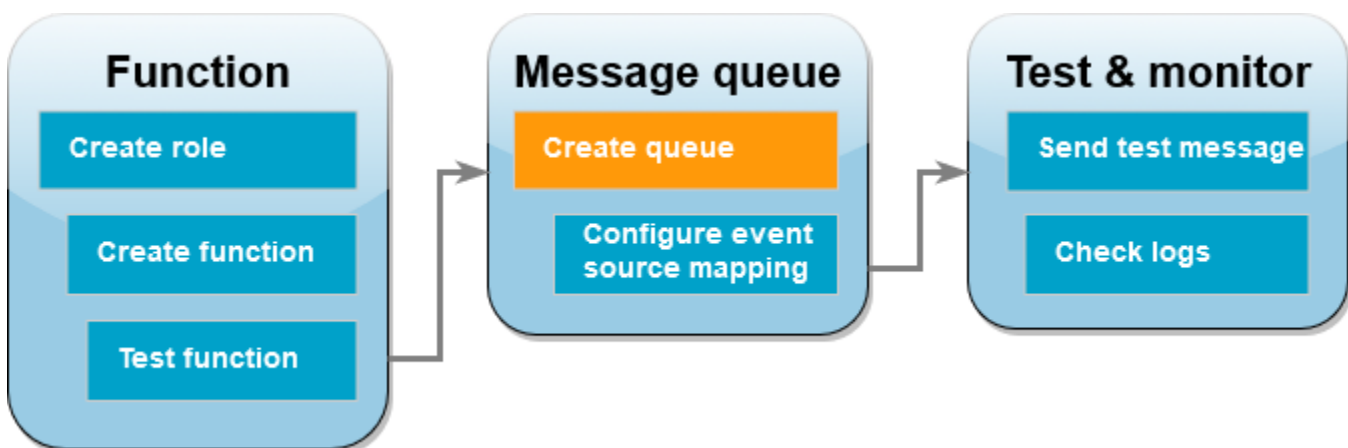 Function
Create role
Create function
Test function
Message queue
Create queue
Configure event
source mapping
Test & monitor
Send test message
Check logs